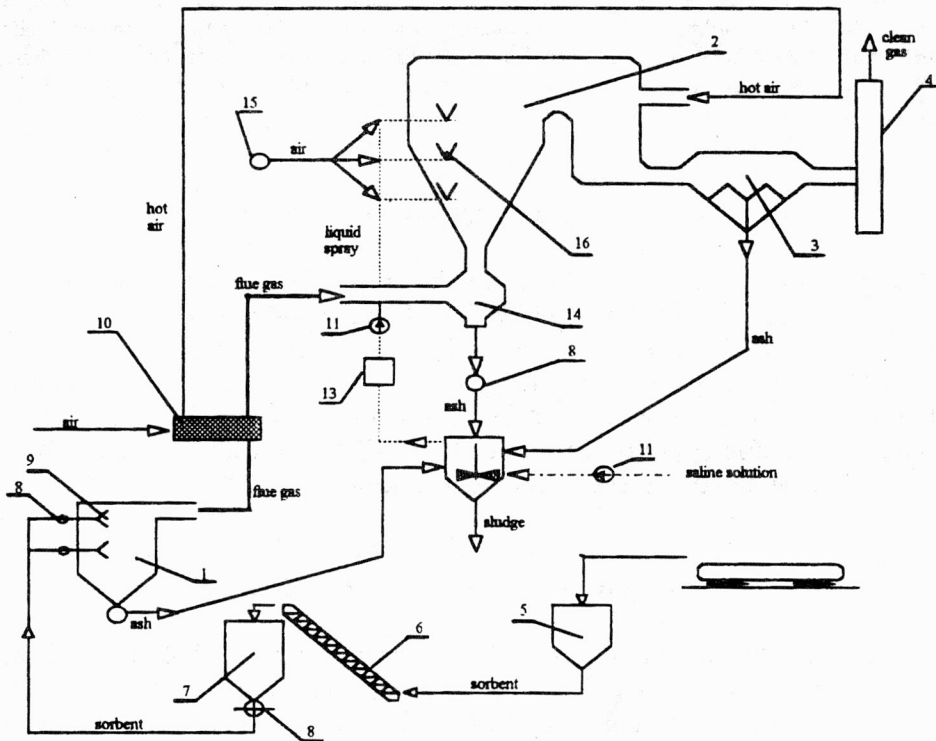 2
clean
gas
4
hot air
15
air
hot
air
liquid
spray
16
3
flue gas
14
11
10
8
13
ash
ash
air
11
9
saline solution
8
flue gas
sludge
1
ash
5
6
7
sorbent
sorbent
8